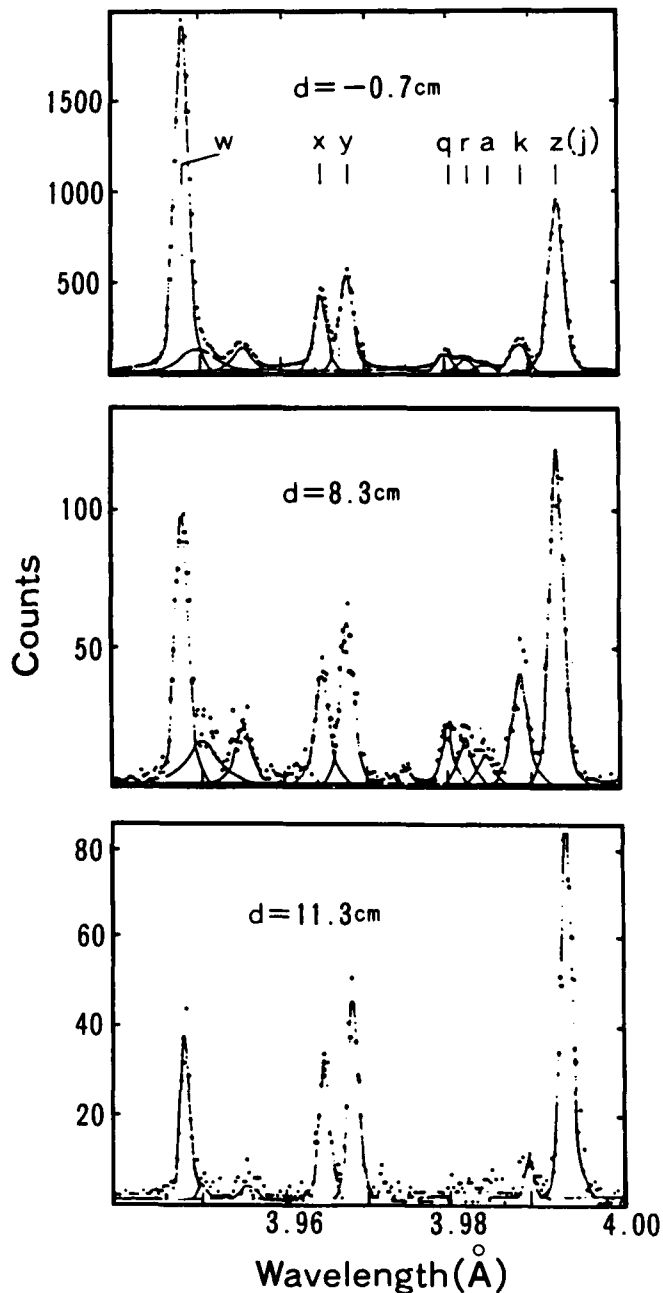 d=−0.7cm
1500
1000
500
w
x y q r a k z(j)
d=8.3cm
100
50
Counts
d=11.3cm
80
60
40
20
3.96 3.98 4.00
Wavelength(Å)